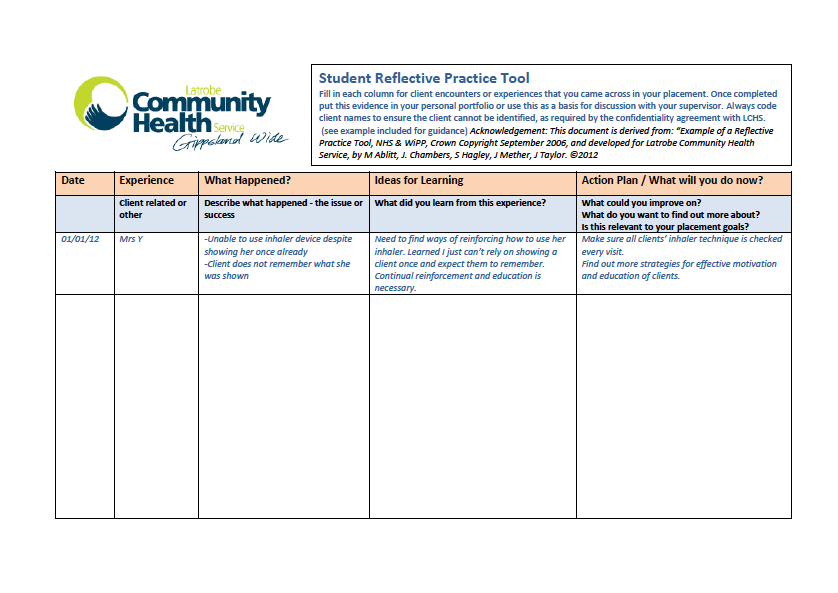 Latrobe
Community
Health Service
Gippsland Wide
Student Reflective Practice Tool
Fill in each column for client encounters or experiences that you came across in your placement. Once completed
put this evidence in your personal portfolio or use this as a basis for discussion with your supervisor. Always code
client names to ensure the client cannot be identified, as required by the confidentiality agreement with LCHS.
(see example included for guidance) Acknowledgement: This document is derived from: “Example of a Reflective
Practice Tool, NHS & WiPP, Crown Copyright September 2006, and developed for Latrobe Community Health
Service, by M Ablitt, J. Chambers, S Hagley, J Mether, J Taylor. ©2012
Date Experience What Happened? Ideas for Learning Action Plan / What will you do now?
Client related or
other
Describe what happened - the issue or
success
What did you learn from this experience?
What could you improve on?
What do you want to find out more about?
Is this relevant to your placement goals?
01/01/12
Mrs Y
-Unable to use inhaler device despite
showing her once already
-Client does not remember what she
was shown
Need to find ways of reinforcing how to use her
inhaler. Learned I just can’t rely on showing a
client once and expect them to remember.
Continual reinforcement and education is
necessary.
Make sure all clients’ inhaler technique is checked
every visit.
Find out more strategies for effective motivation
and education of clients.